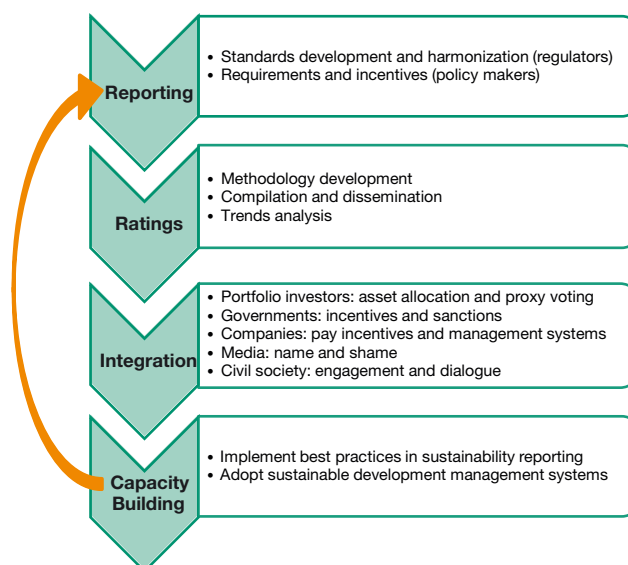 Reporting
• Standards development and harmonization (regulators)
• Requirements and incentives (policy makers)
Ratings
• Methodology development
• Compilation and dissemination
• Trends analysis
Integration
• Portfolio investors: asset allocation and proxy voting
• Governments: incentives and sanctions
• Companies: pay incentives and management systems
• Media: name and shame
• Civil society: engagement and dialogue
Capacity
Building
• Implement best practices in sustainability reporting
• Adopt sustainable development management systems